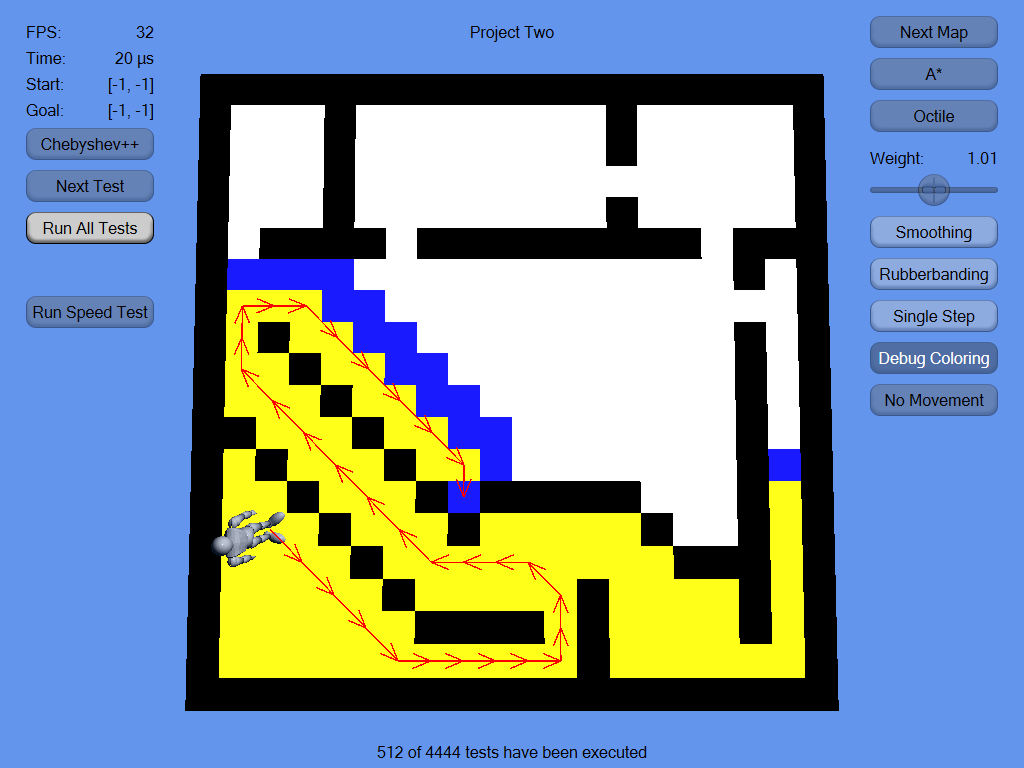 FPS: 32
Time: 20 µs
Start: [-1, -1]
Goal: [-1, -1]
Chebyshev++
Next Test
Run All Tests
Run Speed Test
Project Two
Next Map
A*
Octile
Weight: 1.01
Smoothing
Rubberbanding
Single Step
Debug Coloring
No Movement
512 of 4444 tests have been executed